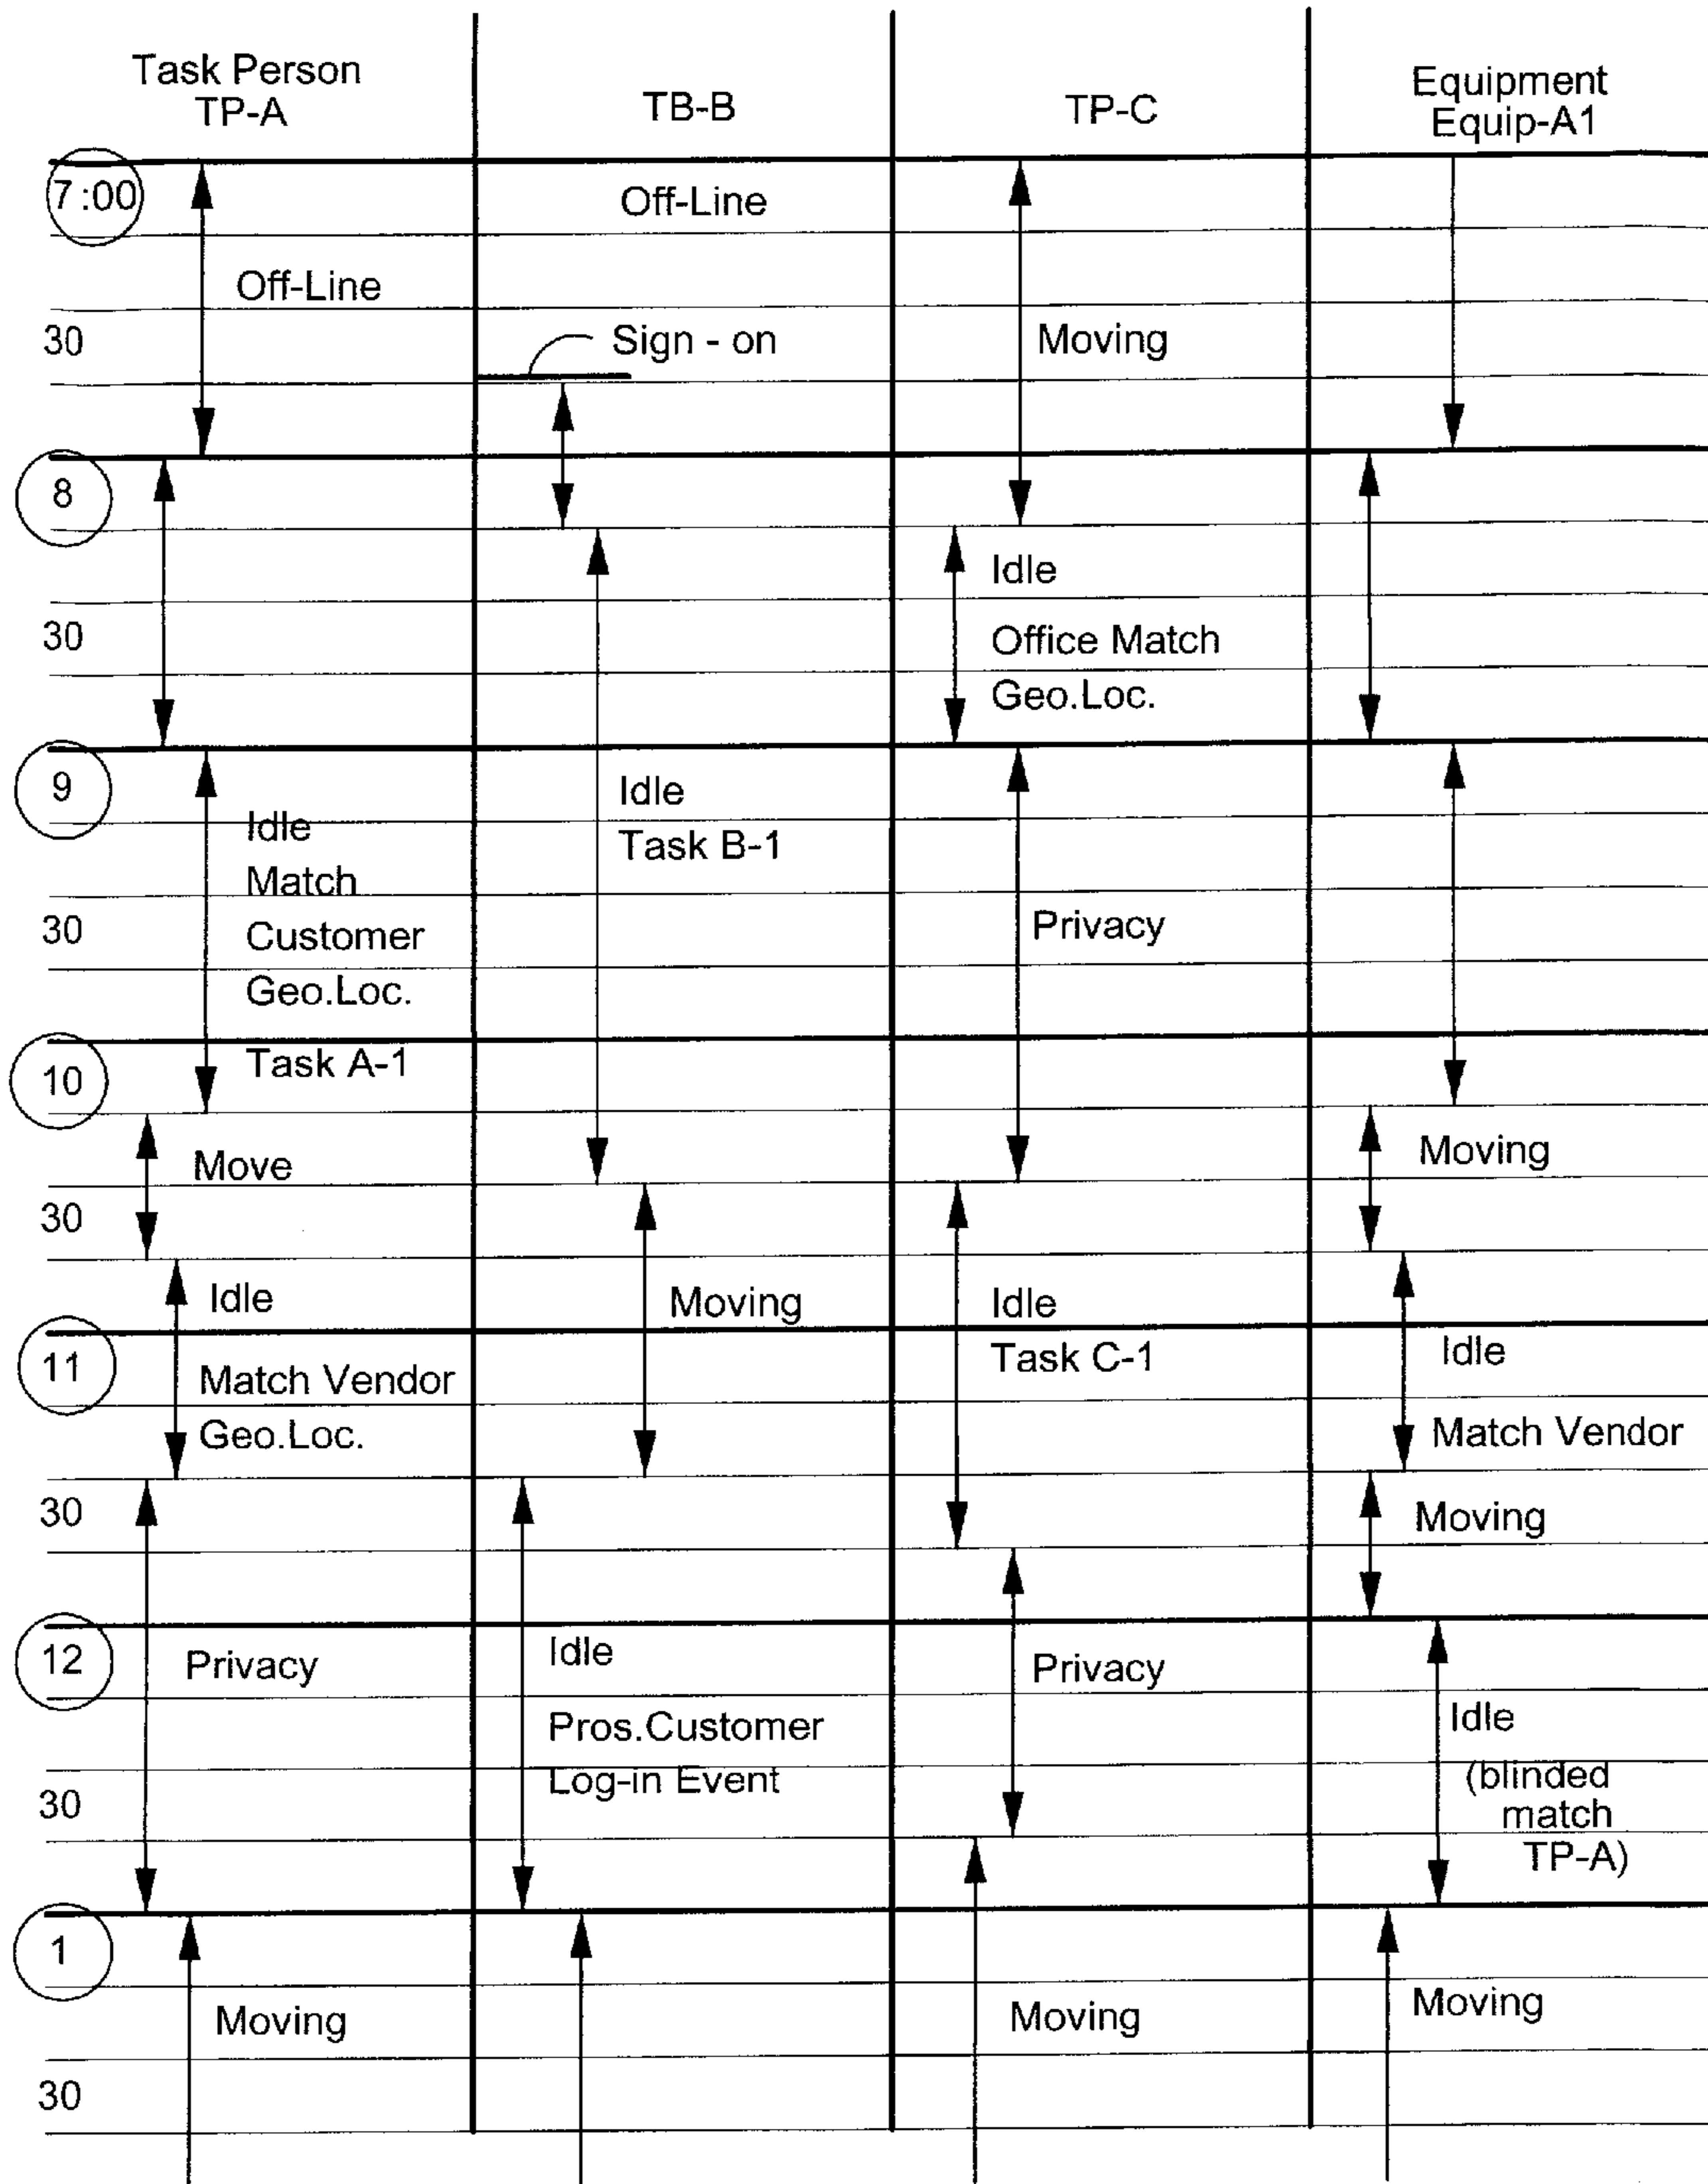 Task Person
TP-A
TB-B
TP-C
Equipment
Equip-A1
7:00
Off-Line
Off-Line
30
Sign - on
Moving
8
Idle
30
Office Match
Geo.Loc.
9
Idle
Idle
Task B-1
Match
30
Customer
Privacy
Geo.Loc.
10
Task A-1
Move
Moving
30
Idle
Moving
Idle
11
Task C-1
Idle
Match Vendor
Geo.Loc.
Match Vendor
30
Moving
12
Privacy
Idle
Privacy
Pros.Customer
Idle
30
Log-in Event
(blinded
match
TP-A)
1
Moving
Moving
Moving
30